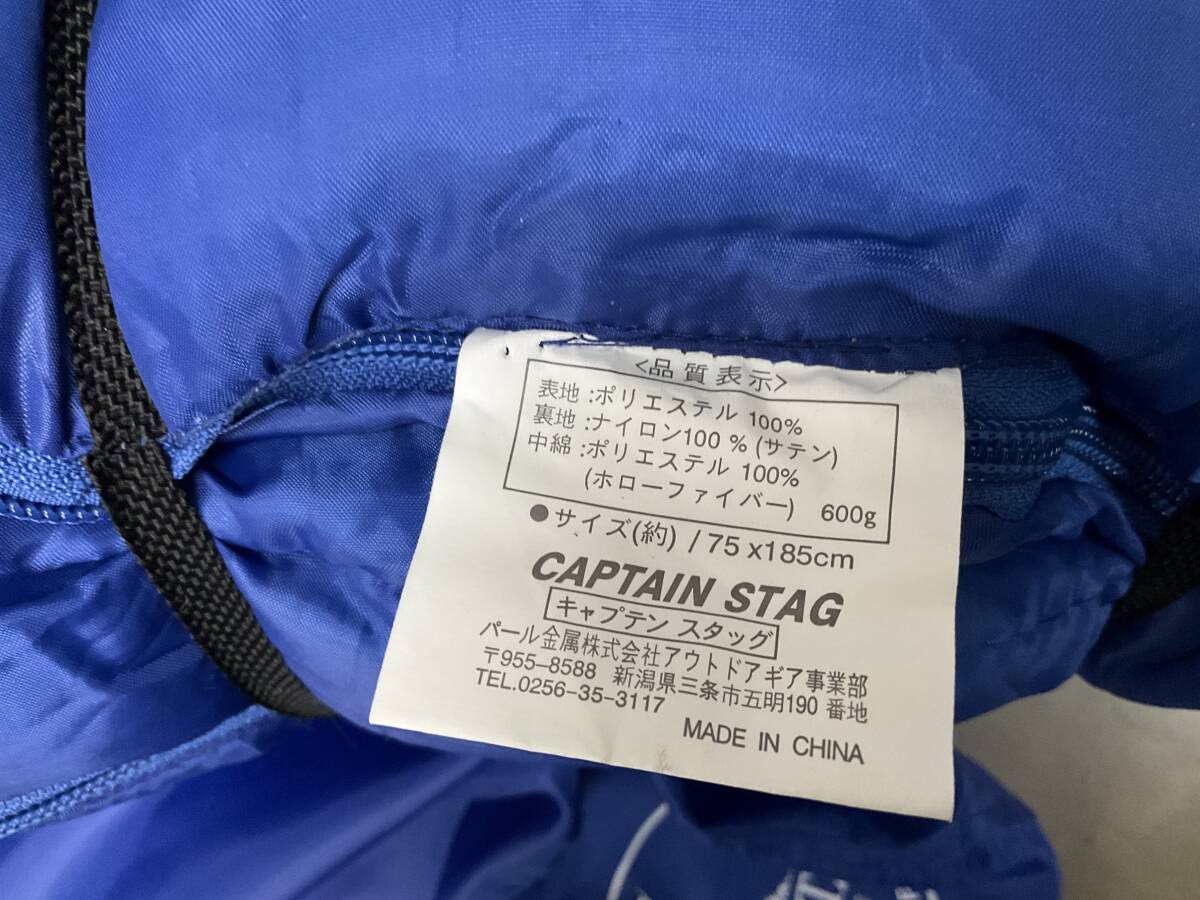 <品質表示>
表地:ポリエステル 100%
裏地:ナイロン100 % (サテン)
中綿:ポリエステル 100%
(ホローファイバー) 600g
●サイズ(約) / 75 x185cm
CAPTAIN STAG
キャプテン スタッグ
パール金属株式会社アウトドアギア事業部
〒955–8588 新潟県三条市五明190 番地
TEL.0256–35–3117
MADE IN CHINA